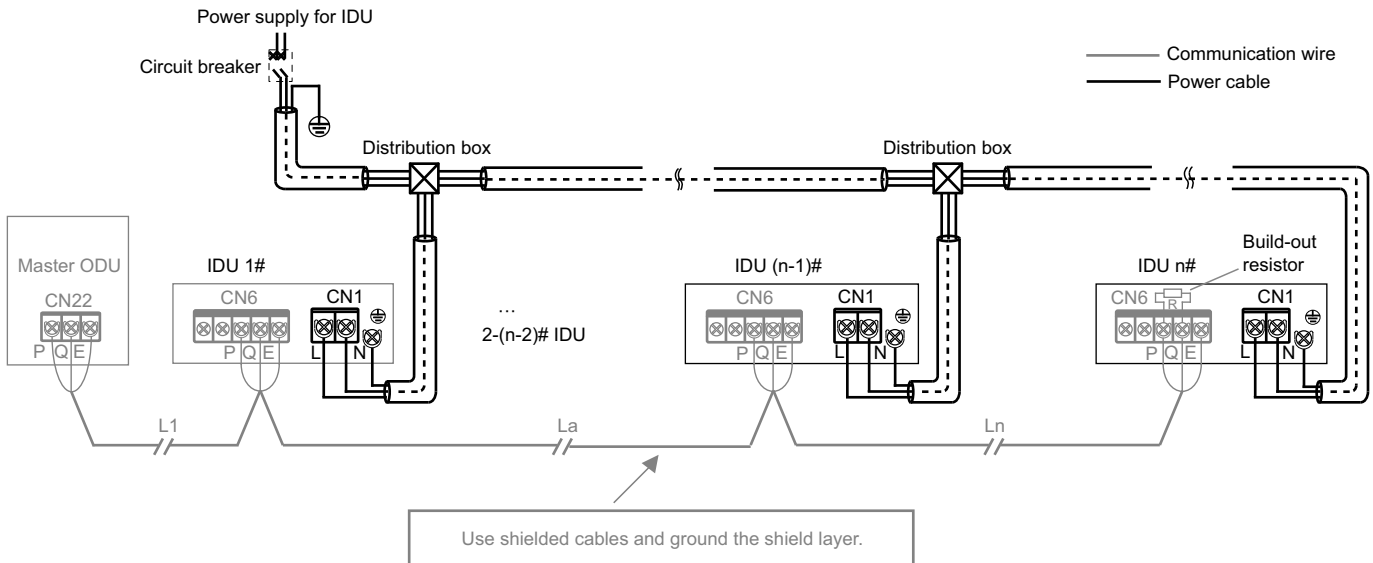 Power supply for IDU
Circuit breaker
Communication wire
Power cable
Distribution box
Distribution box
Master ODU
CN22
P Q E
IDU 1#
CN6
CN1
P Q E
L N
...
2-(n-2)# IDU
IDU (n-1)#
CN6
CN1
P Q E
L N
IDU n#
Build-out
resistor
CN6
R
CN1
P Q E
L N
L1
La
Ln
Use shielded cables and ground the shield layer.